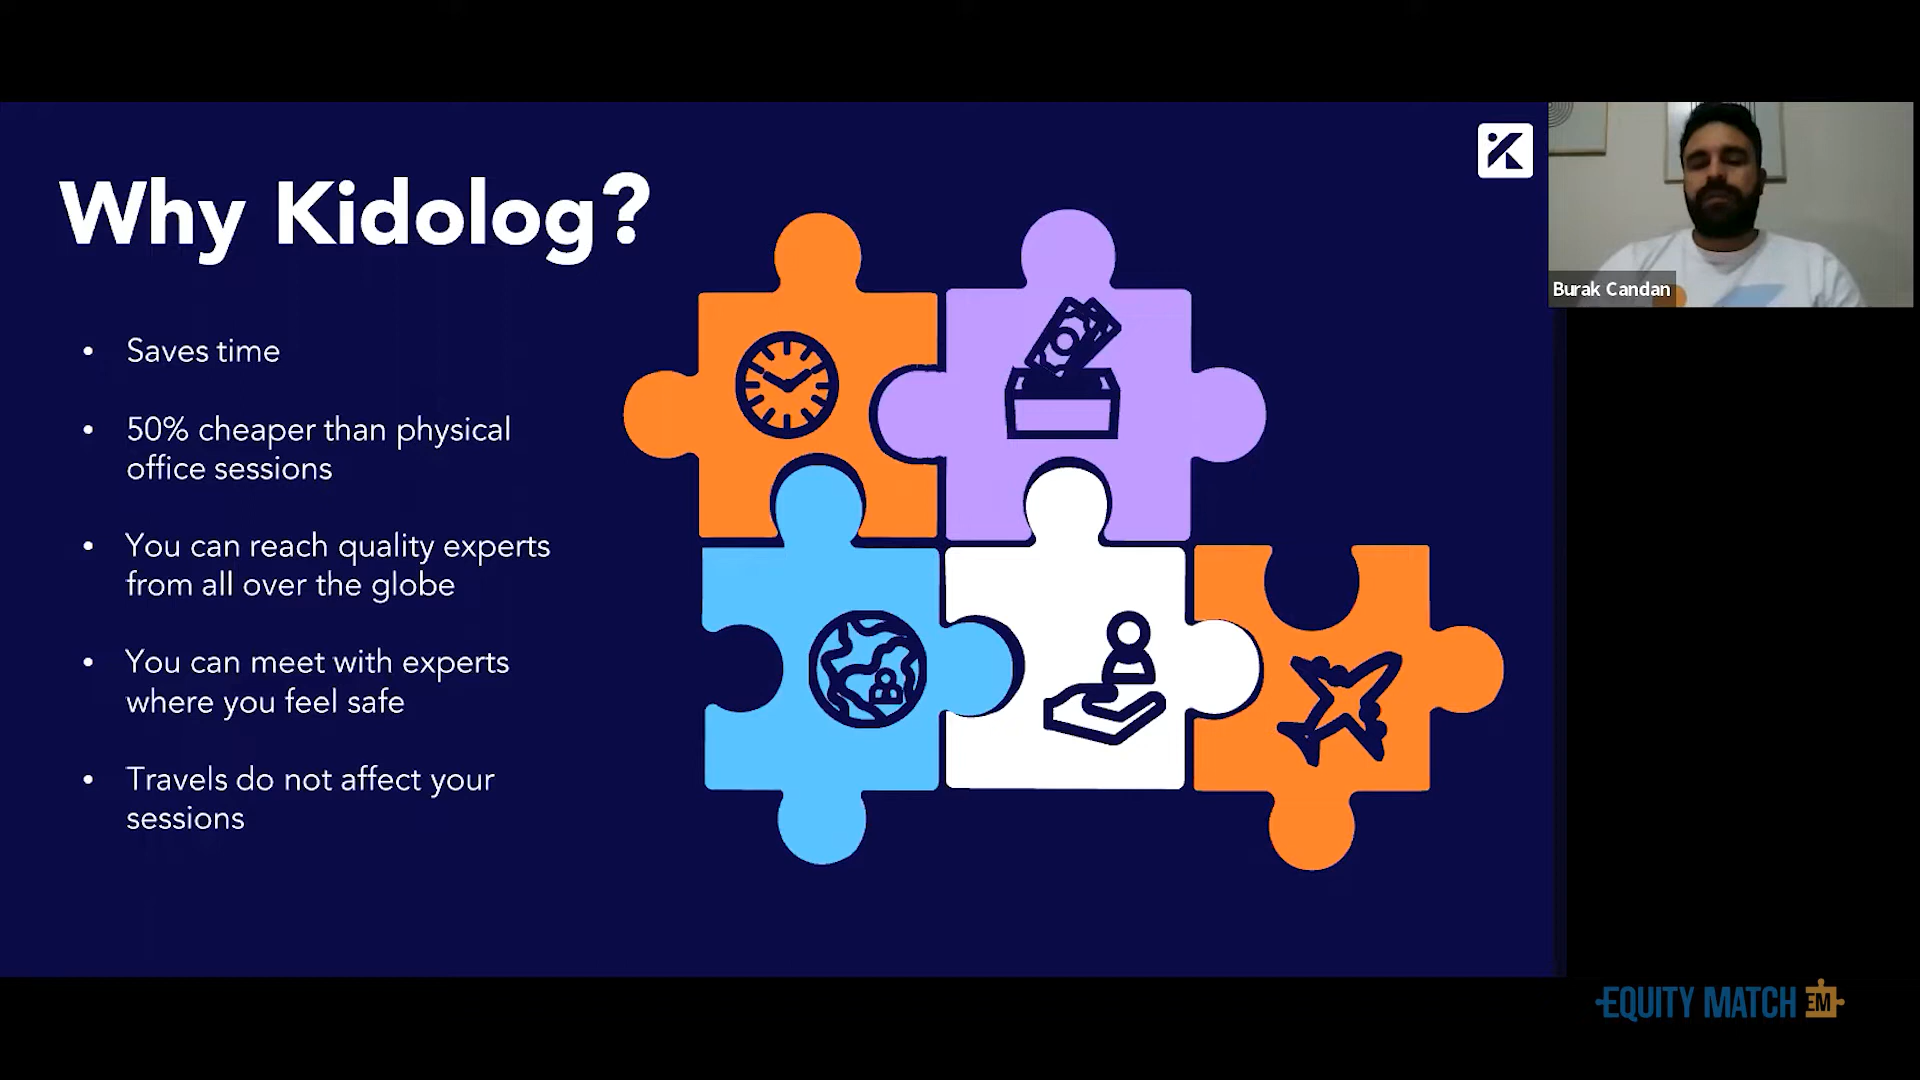 Why Kidolog?
• Saves time
• 50% cheaper than physical
office sessions
• You can reach quality experts
from all over the globe
• You can meet with experts
where you feel safe
• Travels do not affect your
sessions
Burak Candan
EQUITY MATCH EM